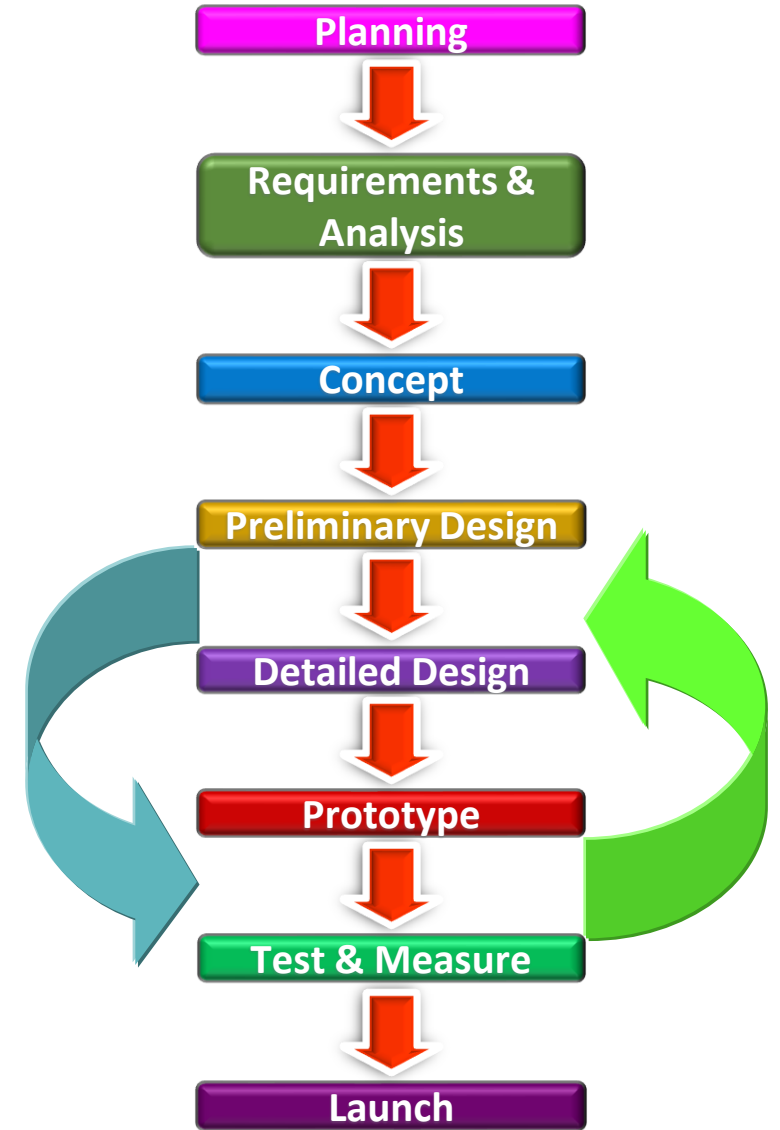 Planning
Requirements &
Analysis
Concept
Preliminary Design
Detailed Design
Prototype
Test & Measure
Launch